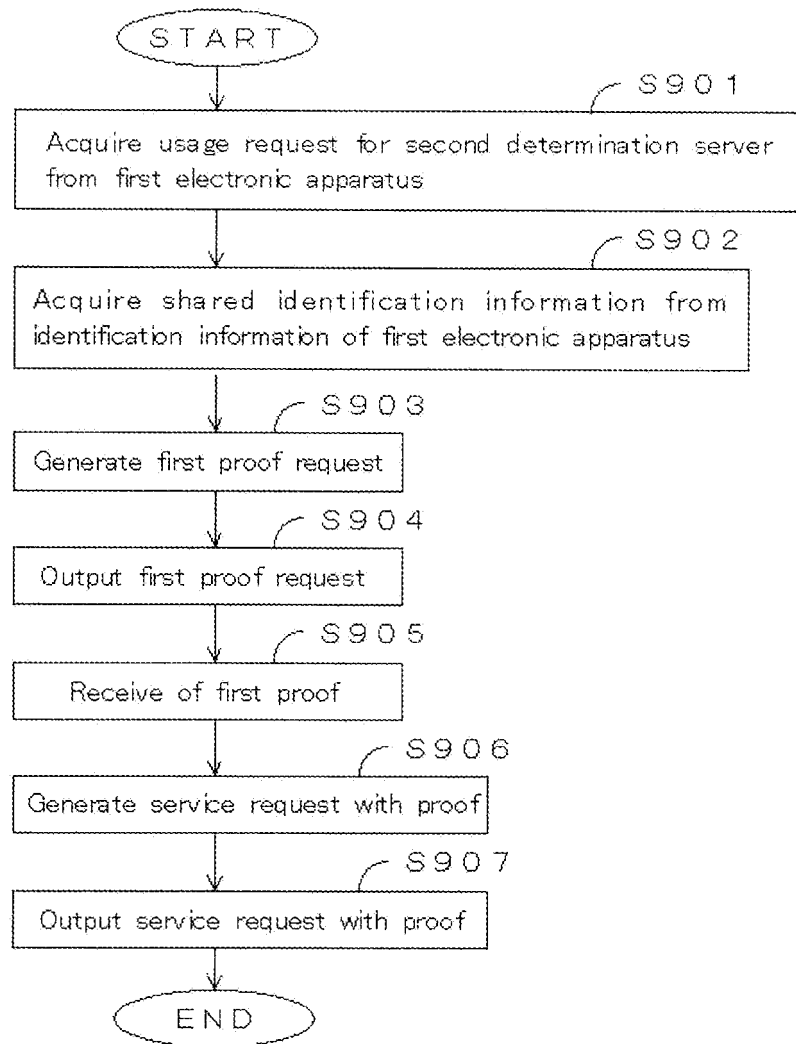 START
S901
Acquire usage request for second determination server
from first electronic apparatus
S902
Acquire shared identification information from
identification information of first electronic apparatus
S903
Generate first proof request
S904
Output first proof request
S905
Receive of first proof
S906
Generate service request with proof
S907
Output service request with proof
END